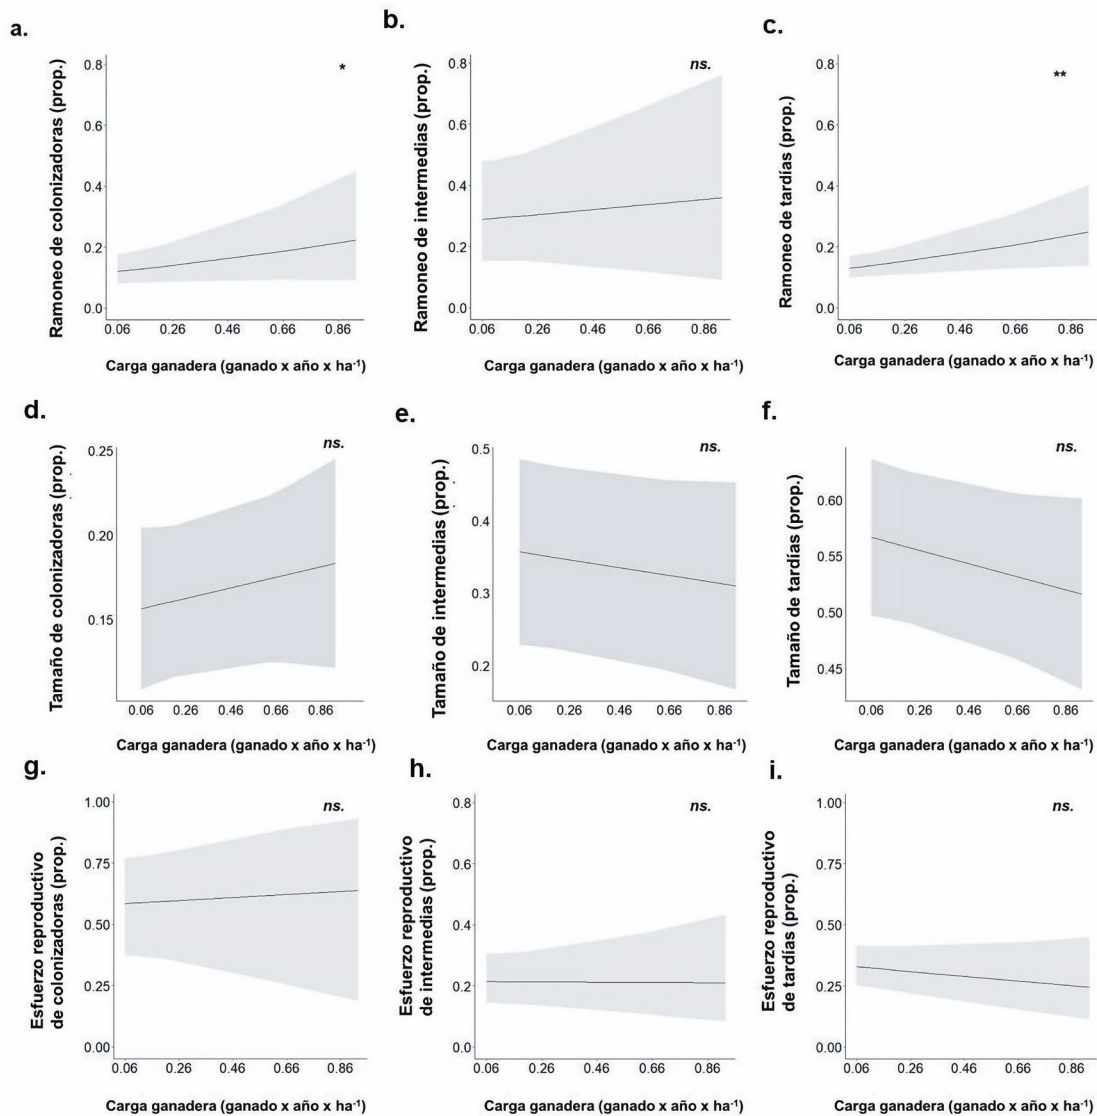 a.
Ramoneo de colonizadoras (prop.)
*
0.8
0.6
0.4
0.2
0.0
0.06 0.26 0.46 0.66 0.86
Carga ganadera (ganado x año x ha⁻¹)
b.
Ramoneo de intermedias (prop.)
ns.
0.8
0.6
0.4
0.2
0.0
0.06 0.26 0.46 0.66 0.86
Carga ganadera (ganado x año x ha⁻¹)
c.
Ramoneo de tardías (prop.)
**
0.8
0.6
0.4
0.2
0.0
0.06 0.26 0.46 0.66 0.86
Carga ganadera (ganado x año x ha⁻¹)
d.
Tamaño de colonizadoras (prop.)
ns.
0.25
0.20
0.15
0.06 0.26 0.46 0.66 0.86
Carga ganadera (ganado x año x ha⁻¹)
e.
Tamaño de intermedias (prop.)
ns.
0.5
0.4
0.3
0.2
0.06 0.26 0.46 0.66 0.86
Carga ganadera (ganado x año x ha⁻¹)
f.
Tamaño de tardías (prop.)
ns.
0.60
0.55
0.50
0.45
0.06 0.26 0.46 0.66 0.86
Carga ganadera (ganado x año x ha⁻¹)
g.
Esfuerzo reproductivo
de colonizadoras (prop.)
ns.
1.00
0.75
0.50
0.25
0.00
0.06 0.26 0.46 0.66 0.86
Carga ganadera (ganado x año x ha⁻¹)
h.
Esfuerzo reproductivo
de intermedias (prop.)
ns.
0.8
0.6
0.4
0.2
0.0
0.06 0.26 0.46 0.66 0.86
Carga ganadera (ganado x año x ha⁻¹)
i.
Esfuerzo reproductivo
de tardías (prop.)
ns.
1.00
0.75
0.50
0.25
0.00
0.06 0.26 0.46 0.66 0.86
Carga ganadera (ganado x año x ha⁻¹)